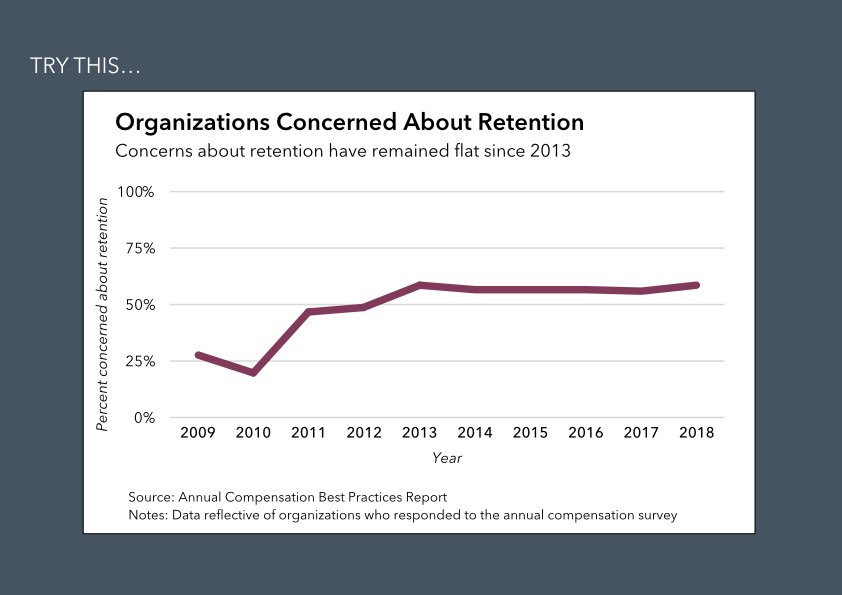 TRY THIS…
Organizations Concerned About Retention
Concerns about retention have remained flat since 2013
Percent concerned about retention
100%
75%
50%
25%
0%
2009 2010 2011 2012 2013 2014 2015 2016 2017 2018
Year
Source: Annual Compensation Best Practices Report
Notes: Data reflective of organizations who responded to the annual compensation survey